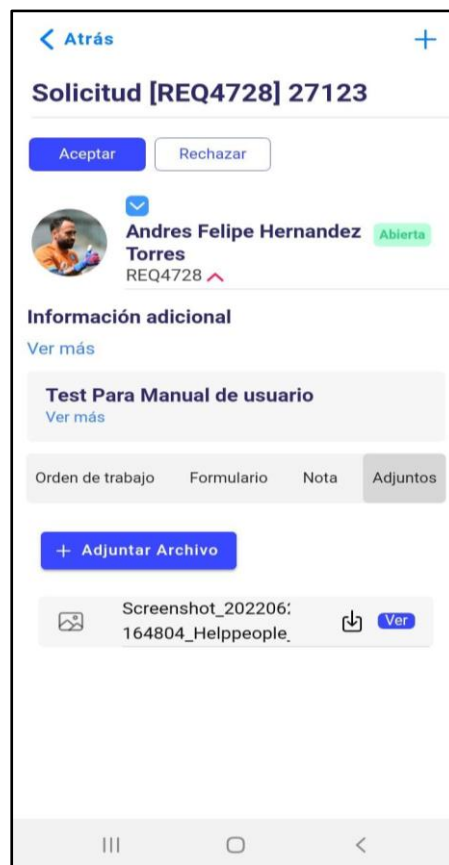 Atrás
Solicitud [REQ4728] 27123
Aceptar Rechazar
Andres Felipe Hernandez Abierta
Torres
REQ4728
Información adicional
Ver más
Test Para Manual de usuario
Ver más
Orden de trabajo Formulario Nota Adjuntos
+ Adjuntar Archivo
Screenshot_202206
164804_Helppeople_ Ver